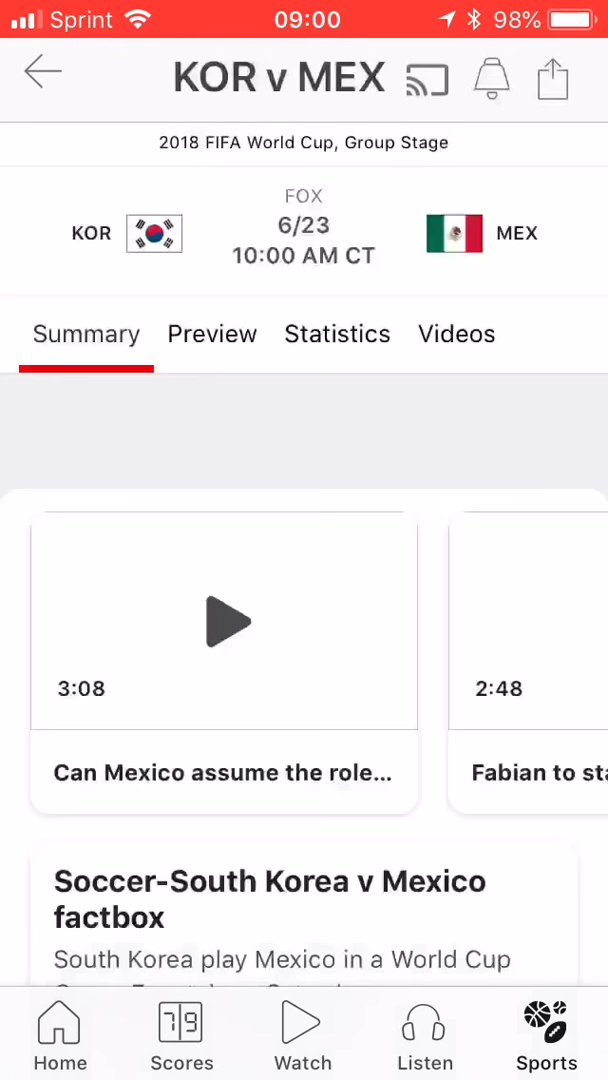 Sprint 09:00 98%
KOR v MEX
2018 FIFA World Cup, Group Stage
FOX
KOR 6/23 MEX
10:00 AM CT
Summary Preview Statistics Videos
3:08 2:48
Can Mexico assume the role... Fabian to sta
Soccer-South Korea v Mexico
factbox
South Korea play Mexico in a World Cup
79
Home Scores Watch Listen Sports